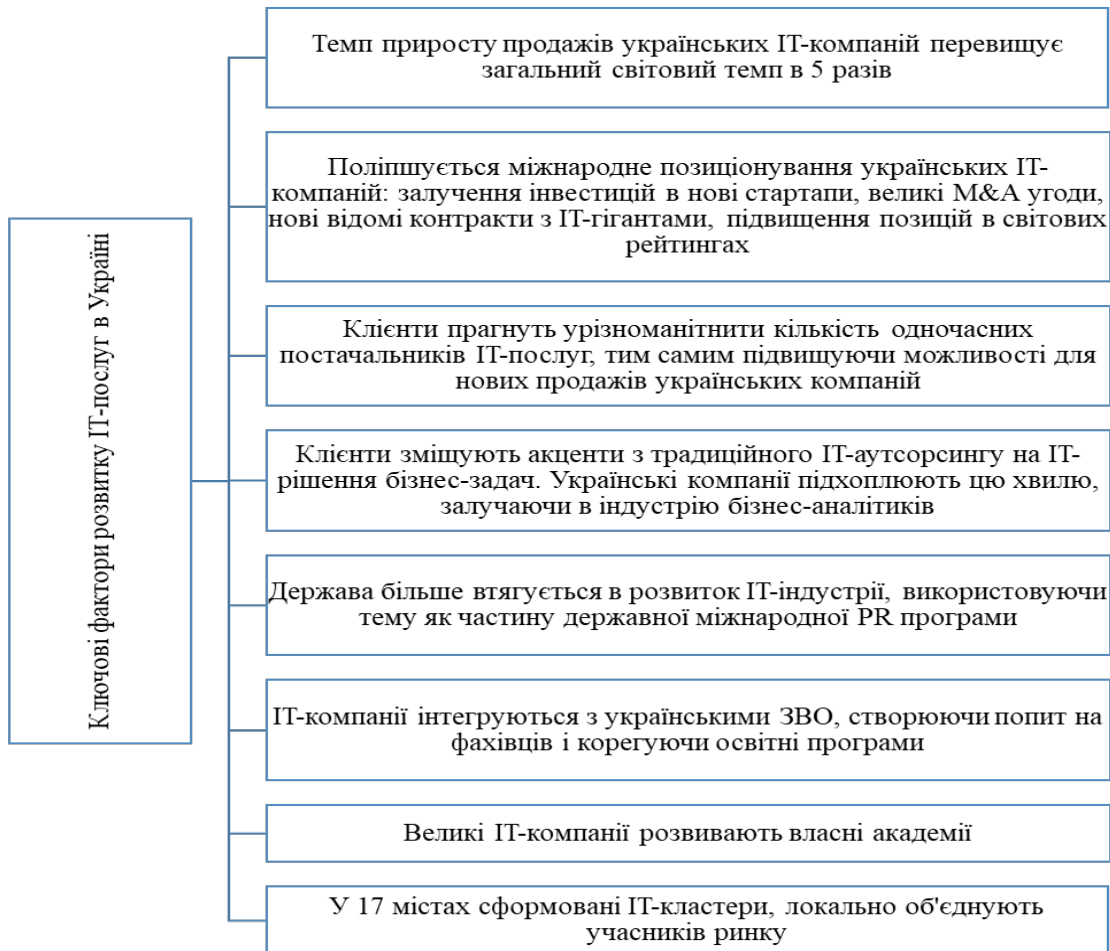 Ключові фактори розвитку ІТ-послуг в Україні
Темп приросту продажів українських ІТ-компаній перевищує
загальний світовий темп в 5 разів
Поліпшується міжнародне позиціонування українських ІТ-
компаній: залучення інвестицій в нові стартапи, великі M&A угоди,
нові відомі контракти з ІТ-гігантами, підвищення позицій в світових
рейтингах
Клієнти прагнуть урізноманітнити кількість одночасних
постачальників ІТ-послуг, тим самим підвищуючи можливості для
нових продажів українських компаній
Клієнти зміщують акценти з традиційного ІТ-аутсорсингу на ІТ-
рішення бізнес-задач. Українські компанії підхоплюють цю хвилю,
залучаючи в індустрію бізнес-аналітиків
Держава більше втягується в розвиток ІТ-індустрії, використовуючи
тему як частину державної міжнародної PR програми
ІТ-компанії інтегруються з українськими ЗВО, створюючи попит на
фахівців і корегуючи освітні програми
Великі ІТ-компанії розвивають власні академії
У 17 містах сформовані ІТ-кластери, локально об'єднують
учасників ринку